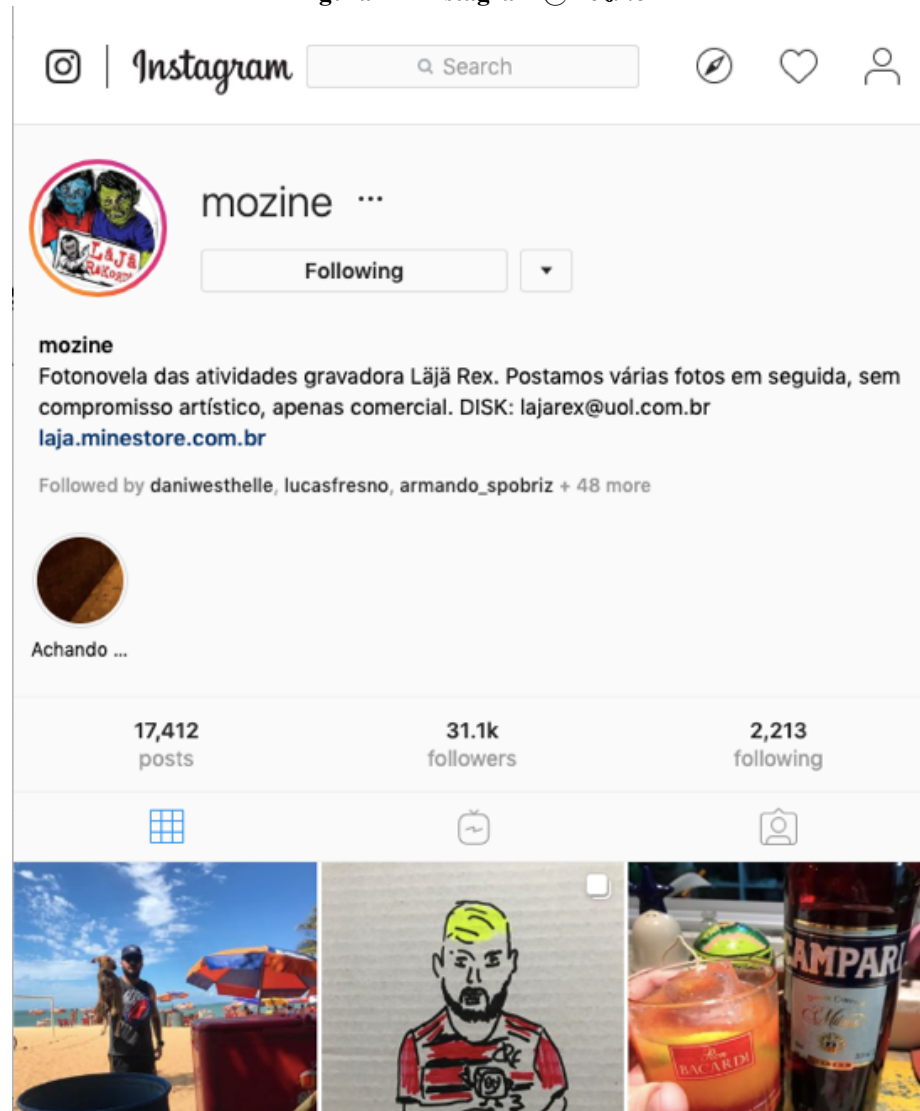 Instagram
Search
LÄJÄ
REKORDS
mozine ...
Following
mozine
Fotonovela das atividades gravadora Läjä Rex. Postamos várias fotos em seguida, sem
compromisso artístico, apenas comercial. DISK: lajarex@uol.com.br
laja.minestore.com.br
Followed by daniwesthelle, lucasfresno, armando_spobriz + 48 more
Achando ...
17,412
31.1k
2,213
posts
followers
following
CAMPARI
BACARDI